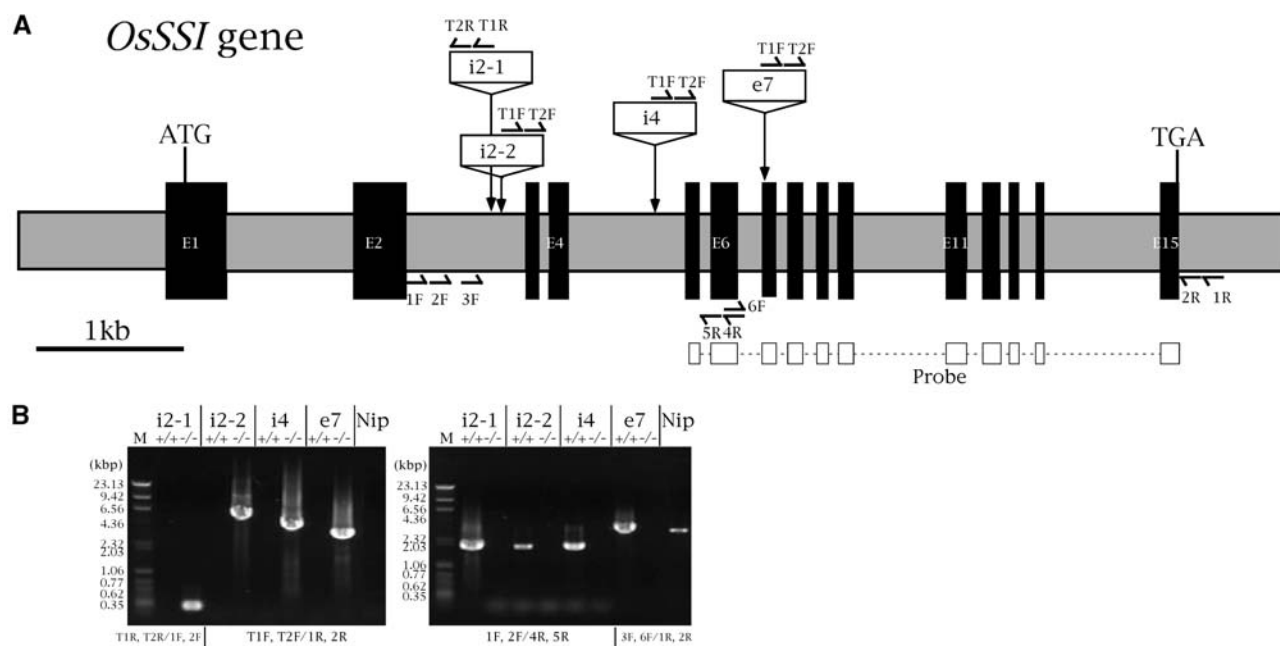 A
OsSSI gene
T2R T1R
i2-1
T1F T2F
i2-2
T1F T2F
i4
T1F T2F
e7
ATG
TGA
E1
E2
E4
E6
E11
E15
1F 2F 3F
6F
5R 4R
2R 1R
1kb
Probe
B
i2-1 i2-2 i4 e7 Nip
M +/+ -/- +/+ -/- +/+ -/- +/+ -/-
(kbp)
23.13
9.42
6.56
4.36
2.32
2.03
1.06
0.77
0.62
0.35
T1R, T2R/1F, 2F
T1F, T2F/1R, 2R
i2-1 i2-2 i4 e7 Nip
M +/+ -/- +/+ -/- +/+ -/- +/+ -/-
(kbp)
23.13
9.42
6.56
4.36
2.32
2.03
1.06
0.77
0.62
0.35
1F, 2F/4R, 5R
3F, 6F/1R, 2R